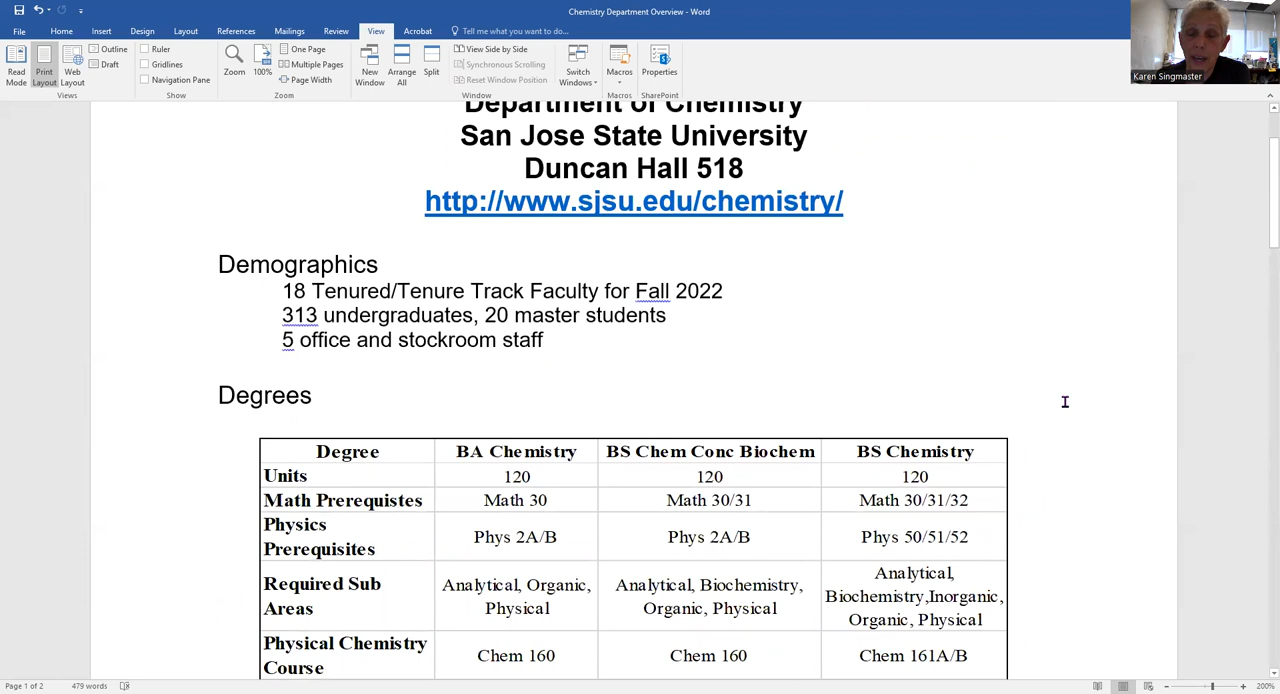 Chemistry Department Overview - Word
File Home Insert Design Layout References Mailings Review View Acrobat Tell me what you want to do...
Read Mode
Print Layout
Web Layout
Outline
Draft
Views
Ruler
Gridlines
Navigation Pane
Show
Zoom
100%
One Page
Multiple Pages
Page Width
Zoom
New Window
Arrange All
Split
View Side by Side
Synchronous Scrolling
Reset Window Position
Window
Switch Windows
Macros
Macros
Properties
SharePoint
Karen Singmaster
Department of Chemistry
San Jose State University
Duncan Hall 518
http://www.sjsu.edu/chemistry/
Demographics
18 Tenured/Tenure Track Faculty for Fall 2022
313 undergraduates, 20 master students
5 office and stockroom staff
Degrees
Degree BA Chemistry BS Chem Conc Biochem BS Chemistry
Units 120 120 120
Math Prerequistes Math 30 Math 30/31 Math 30/31/32
Physics Prerequisites Phys 2A/B Phys 2A/B Phys 50/51/52
Required Sub Areas Analytical, Organic, Physical Analytical, Biochemistry, Organic, Physical Analytical, Biochemistry,Inorganic, Organic, Physical
Physical Chemistry Course Chem 160 Chem 160 Chem 161A/B
Page 1 of 2 479 words 200%